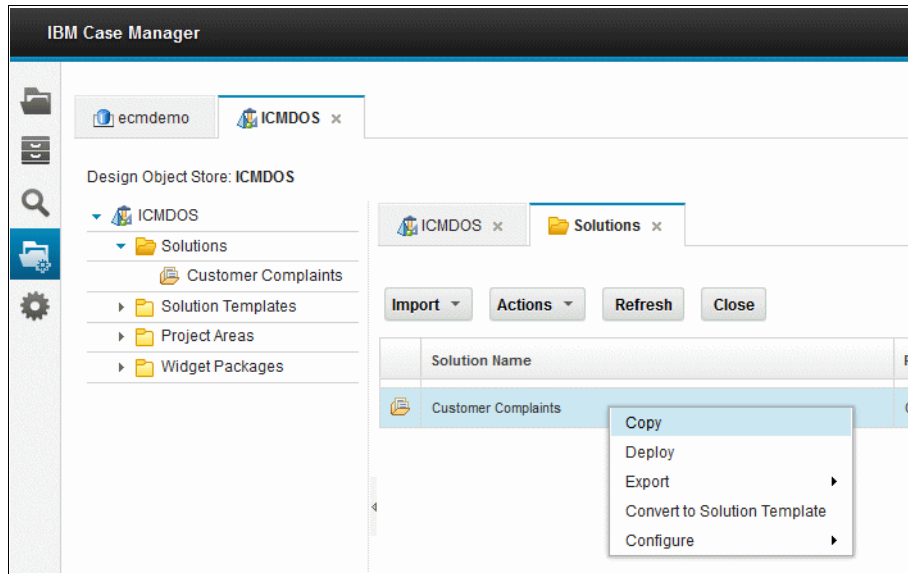 IBM Case Manager
ecmdemo
ICMDOS
Design Object Store: ICMDOS
ICMDOS
Solutions
Customer Complaints
Solution Templates
Project Areas
Widget Packages
ICMDOS
Solutions
Import
Actions
Refresh
Close
Solution Name
Customer Complaints
Copy
Deploy
Export
Convert to Solution Template
Configure